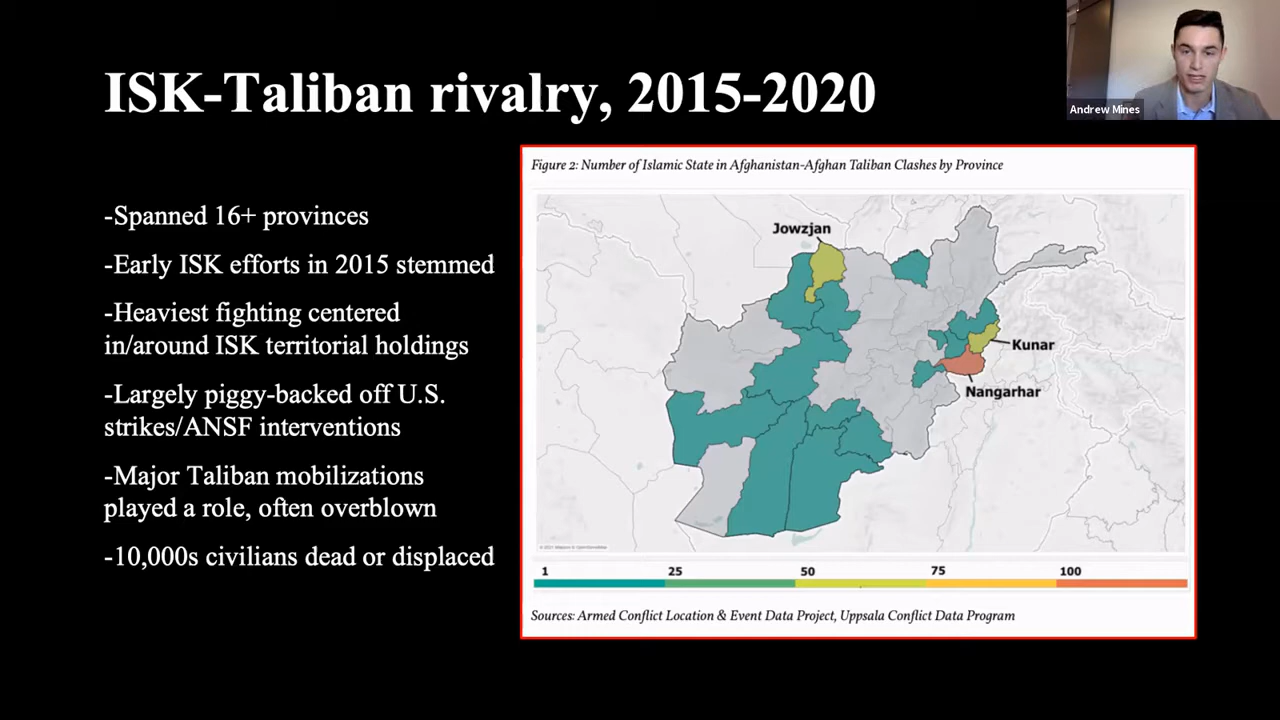 ISK-Taliban rivalry, 2015-2020
Andrew Mines
-Spanned 16+ provinces
-Early ISK efforts in 2015 stemmed
-Heaviest fighting centered
in/around ISK territorial holdings
-Largely piggy-backed off U.S.
strikes/ANSF interventions
-Major Taliban mobilizations
played a role, often overblown
-10,000s civilians dead or displaced
Figure 2: Number of Islamic State in Afghanistan-Afghan Taliban Clashes by Province
Jowzjan
Kunar
Nangarhar
1 25 50 75 100
Sources: Armed Conflict Location & Event Data Project, Uppsala Conflict Data Program